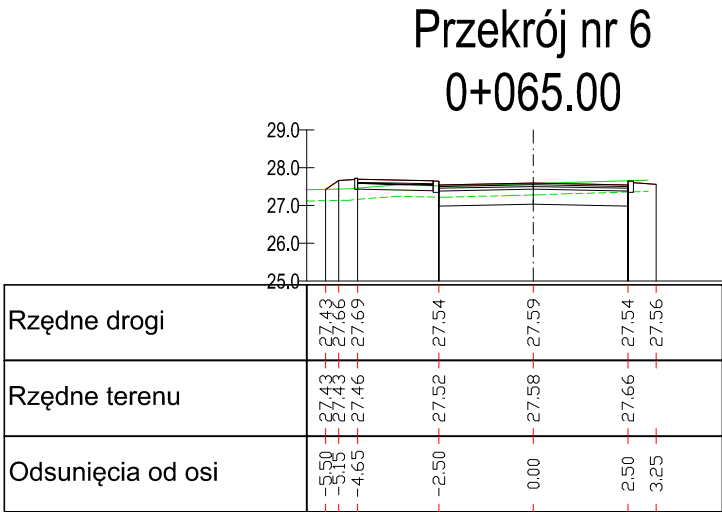 Przekrój nr 6
0+065.00
29.0
28.0
27.0
26.0
25.0
Rzędne drogi
27.43 27.66 27.69 27.54 27.59 27.54 27.56
Rzędne terenu
27.43 27.43 27.46 27.52 27.58 27.66
Odsunięcia od osi
-5.50 -5.15 -4.65 -2.50 0.00 2.50 3.25